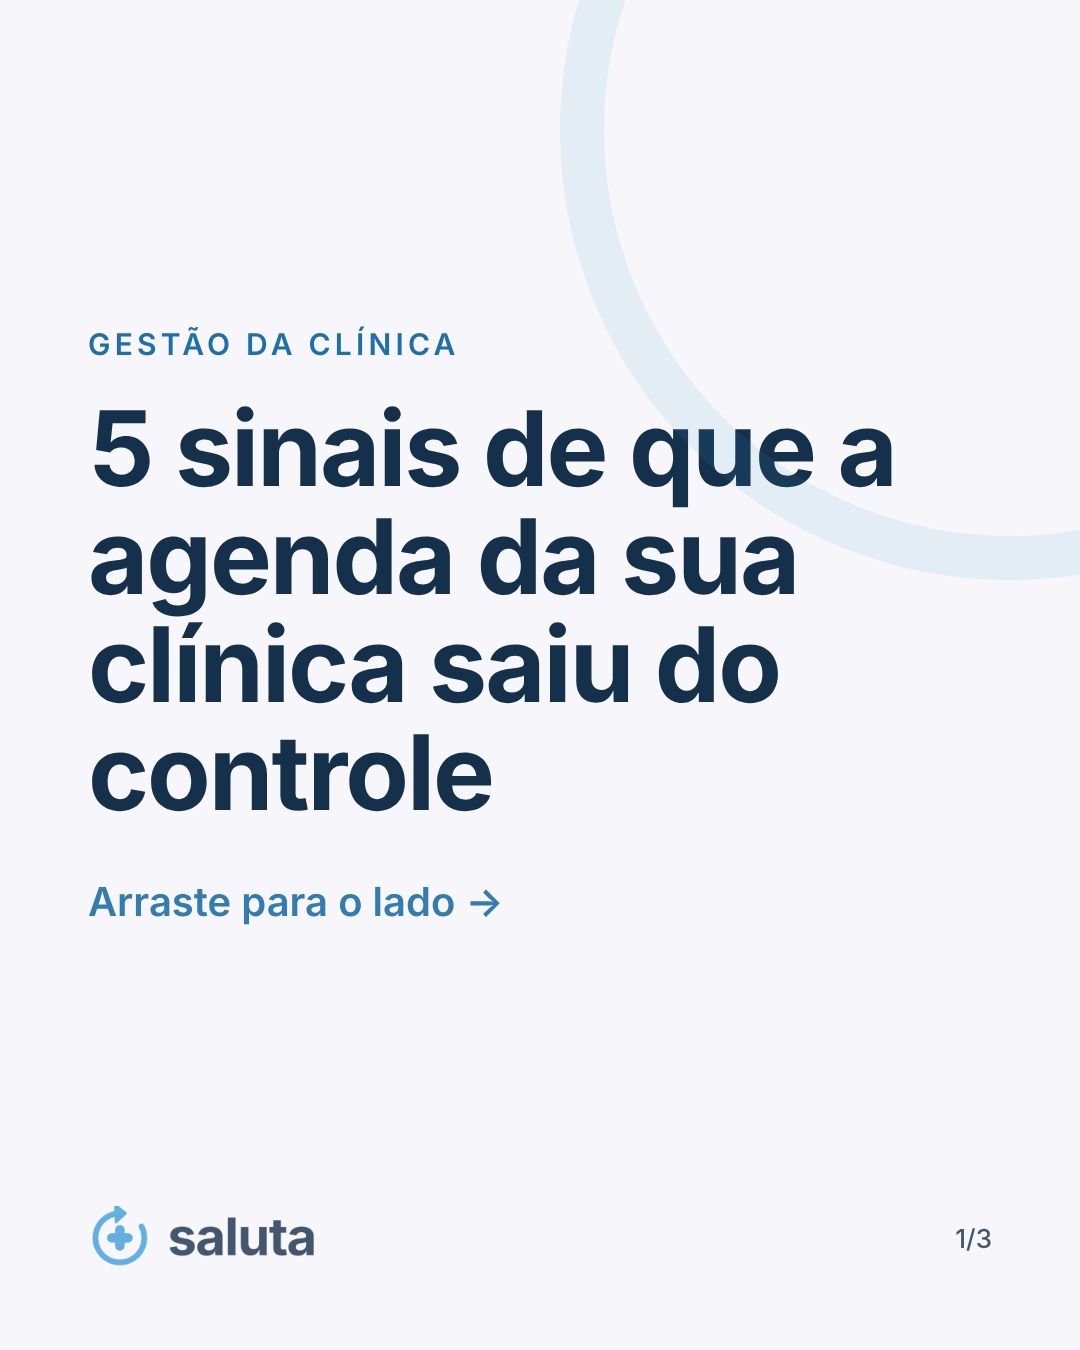 GESTÃO DA CLÍNICA
5 sinais de que a
agenda da sua
clínica saiu do
controle
Arraste para o lado →
saluta
1/3